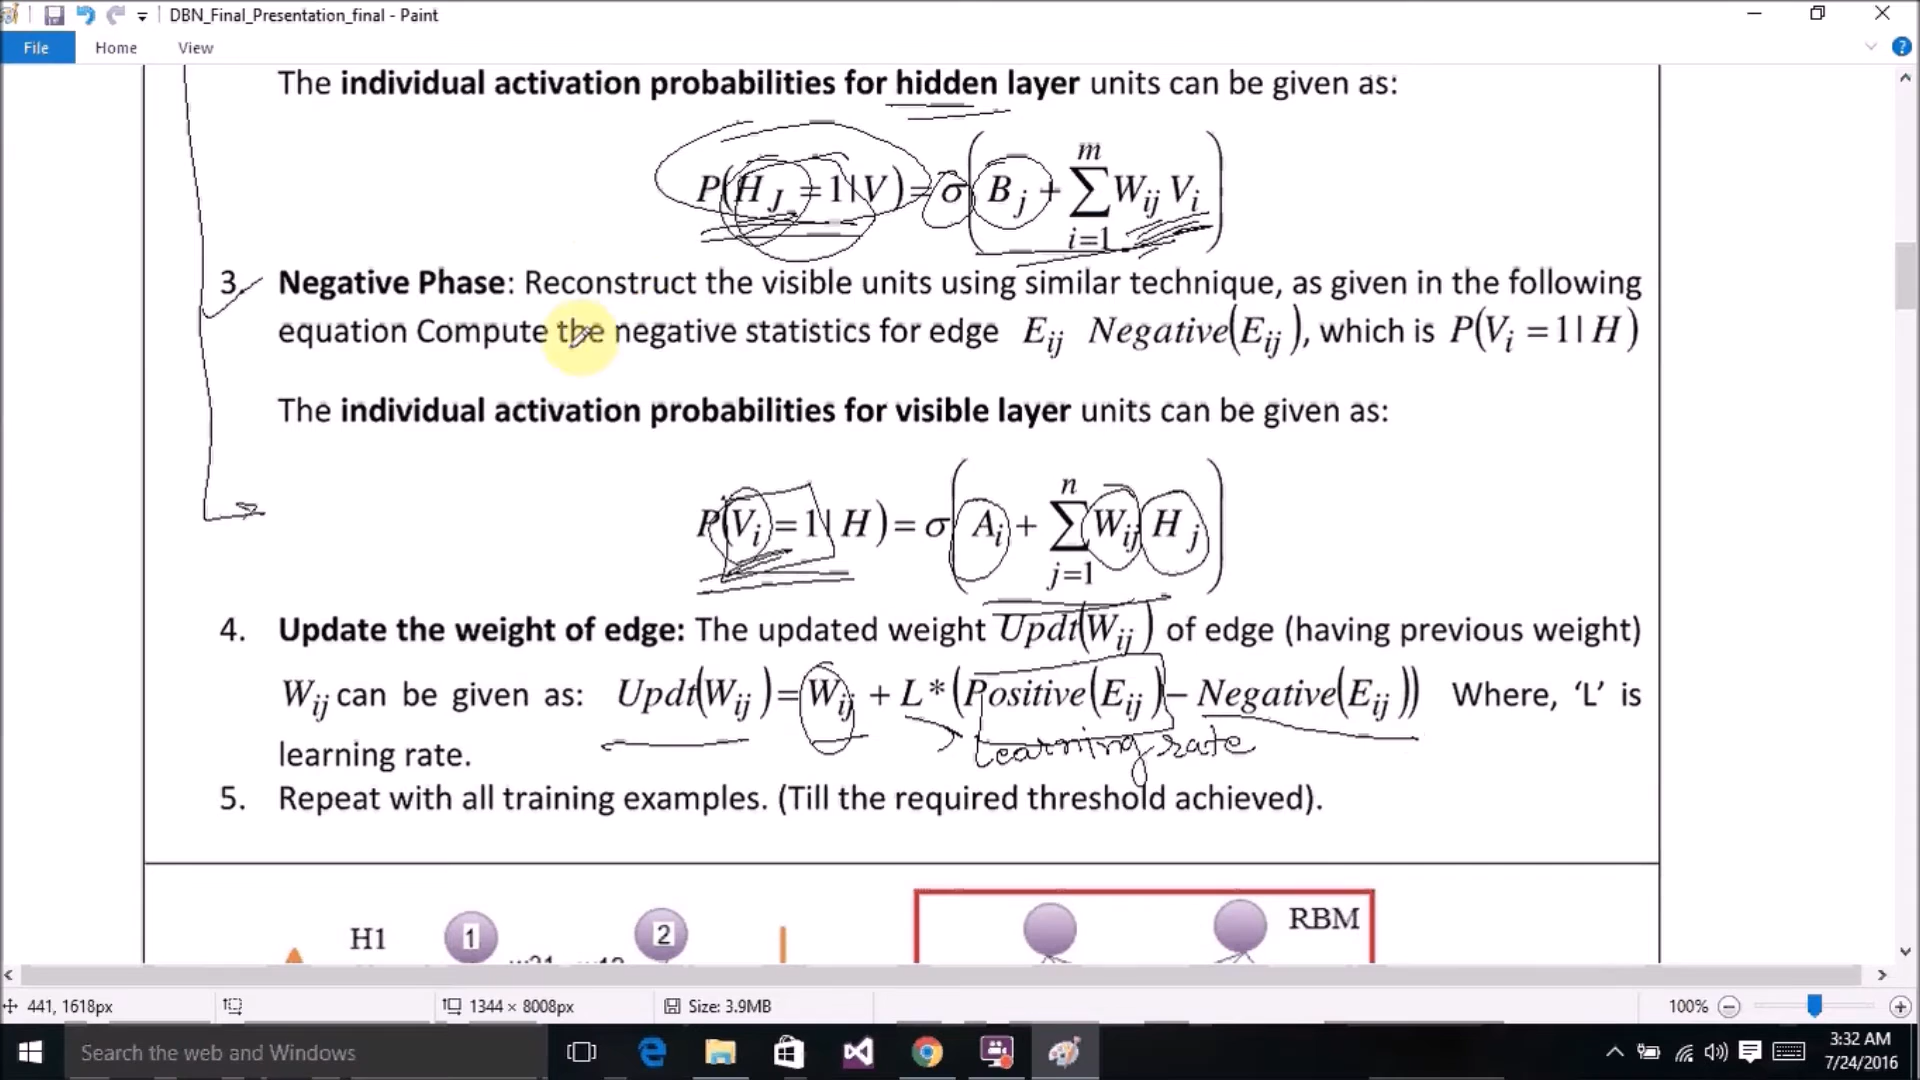 DBN_Final_Presentation_final - Paint
File Home View
The individual activation probabilities for hidden layer units can be given as:
P(H_J = 1 | V) = σ(B_j + ∑_{i=1}^{m} W_ij V_i)
3. Negative Phase: Reconstruct the visible units using similar technique, as given in the following
equation Compute the negative statistics for edge E_ij Negative(E_ij), which is P(V_i = 1 | H)
The individual activation probabilities for visible layer units can be given as:
P(V_i = 1 | H) = σ(A_i + ∑_{j=1}^{n} W_ij H_j)
4. Update the weight of edge: The updated weight Updt(W_ij) of edge (having previous weight)
W_ij can be given as: Updt(W_ij) = W_ij + L * (Positive(E_ij) − Negative(E_ij)) Where, ‘L’ is
learning rate.
Learning rate
5. Repeat with all training examples. (Till the required threshold achieved).
H1 1 2 RBM
441, 1618px 1344 × 8008px Size: 3.9MB 100%
Search the web and Windows
3:32 AM
7/24/2016